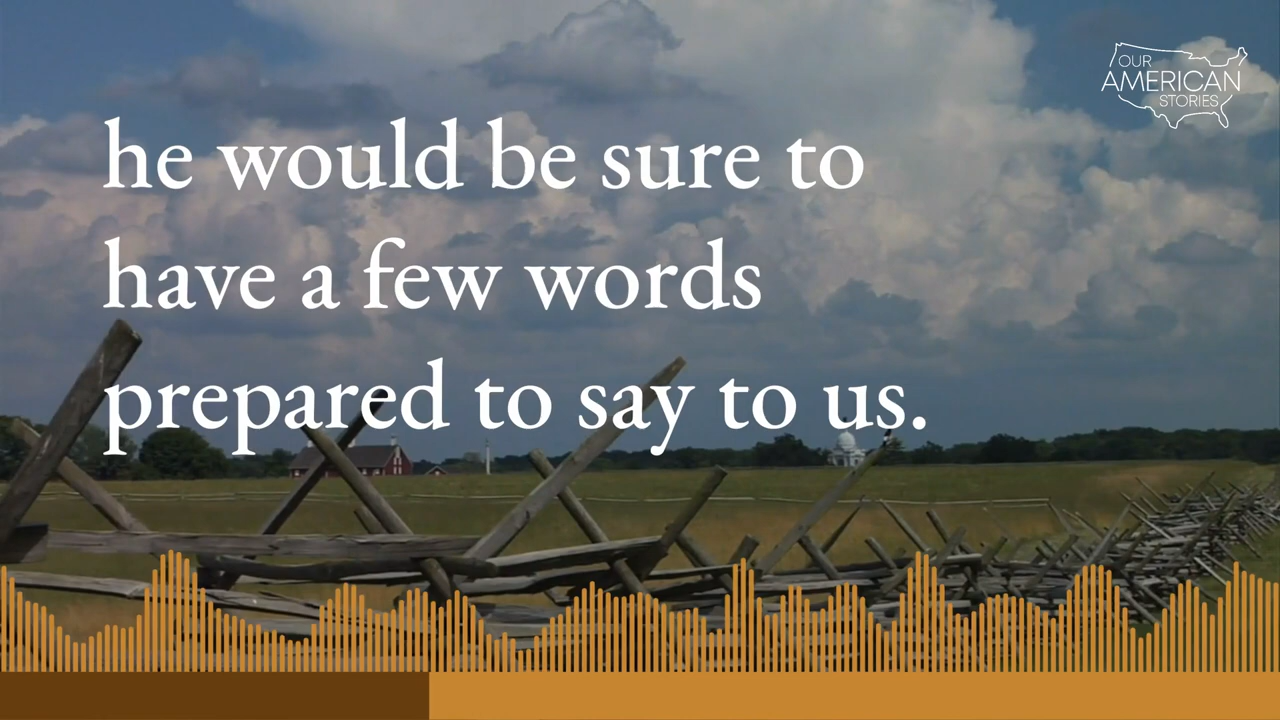 OUR
AMERICAN
STORIES
he would be sure to
have a few words
prepared to say to us.